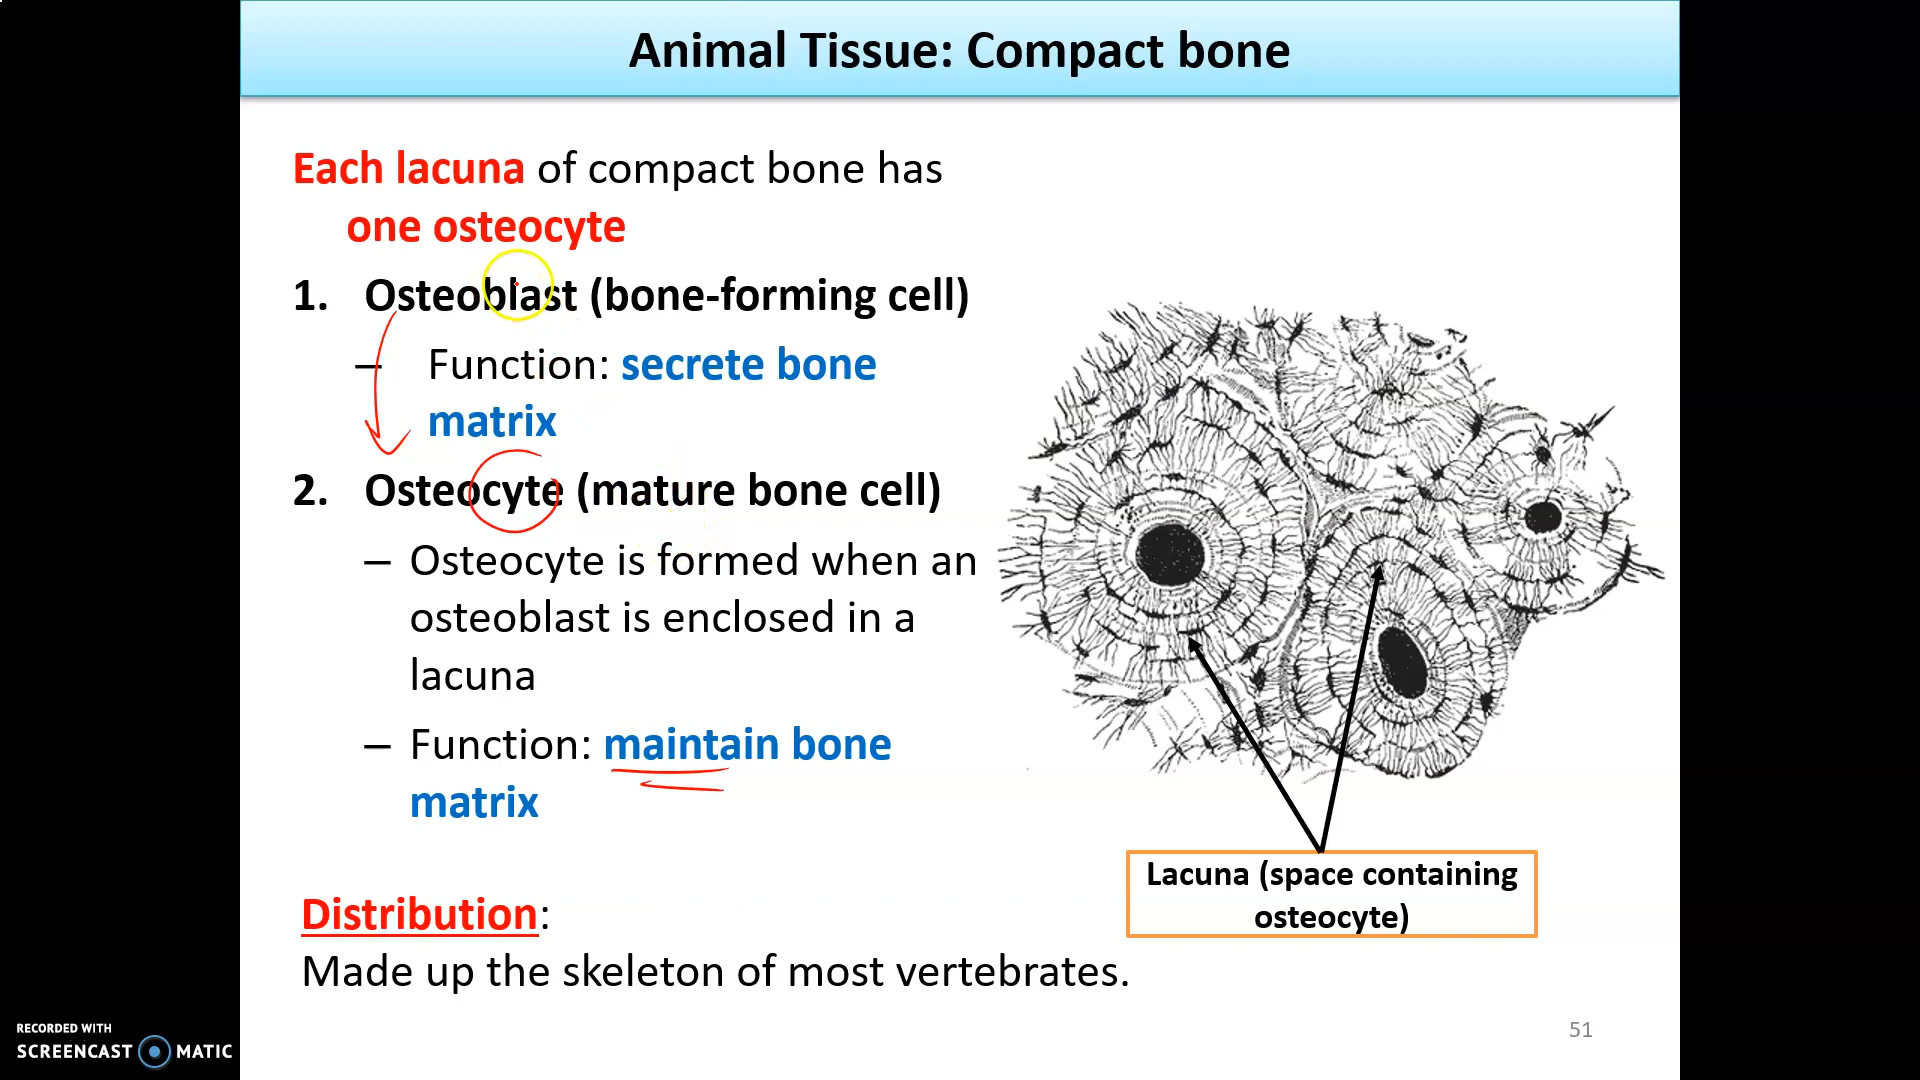 Animal Tissue: Compact bone
Each lacuna of compact bone has
one osteocyte
1. Osteoblast (bone-forming cell)
– Function: secrete bone
matrix
2. Osteocyte (mature bone cell)
– Osteocyte is formed when an
osteoblast is enclosed in a
lacuna
– Function: maintain bone
matrix
Lacuna (space containing
osteocyte)
Distribution:
Made up the skeleton of most vertebrates.
51
RECORDED WITH
SCREENCAST MATIC